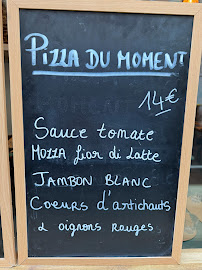 PIZZA DU MOMENT
14€
Sauce tomate
MOZZA fior di Latte
JAMBON BLANC
Coeurs d'artichauts
& oignons rouges